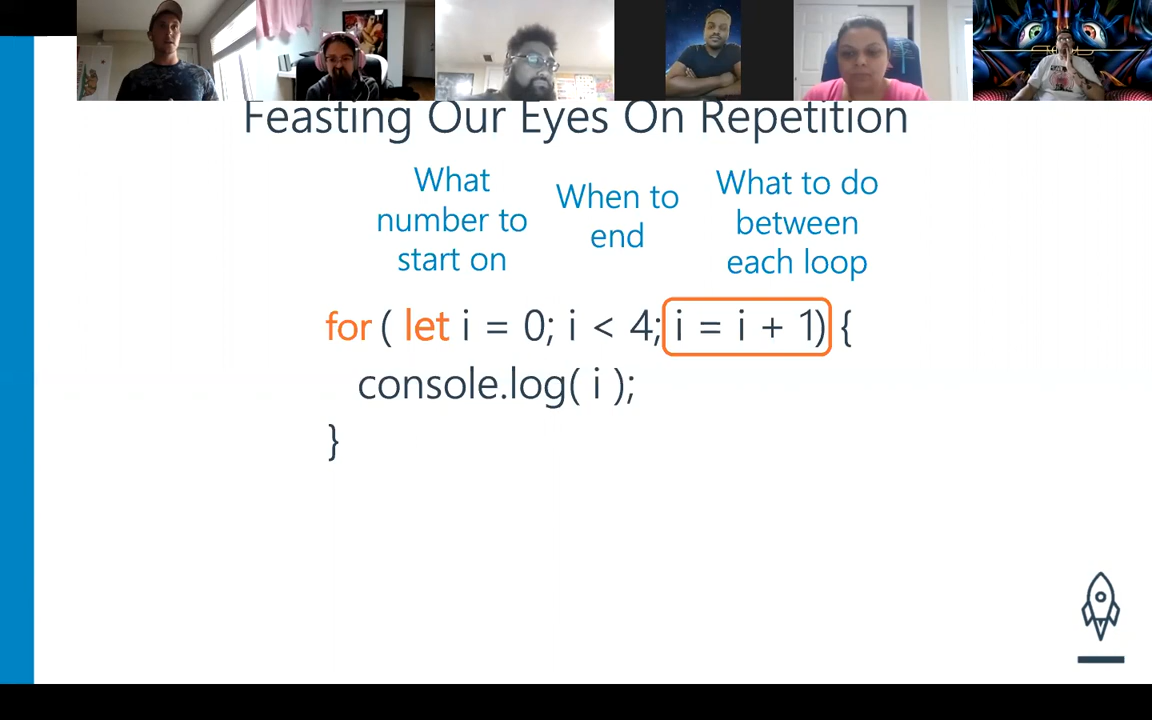 Feasting Our Eyes On Repetition
What
number to
start on
When to
end
What to do
between
each loop
for ( let i = 0; i < 4; i = i + 1) {
console.log( i );
}